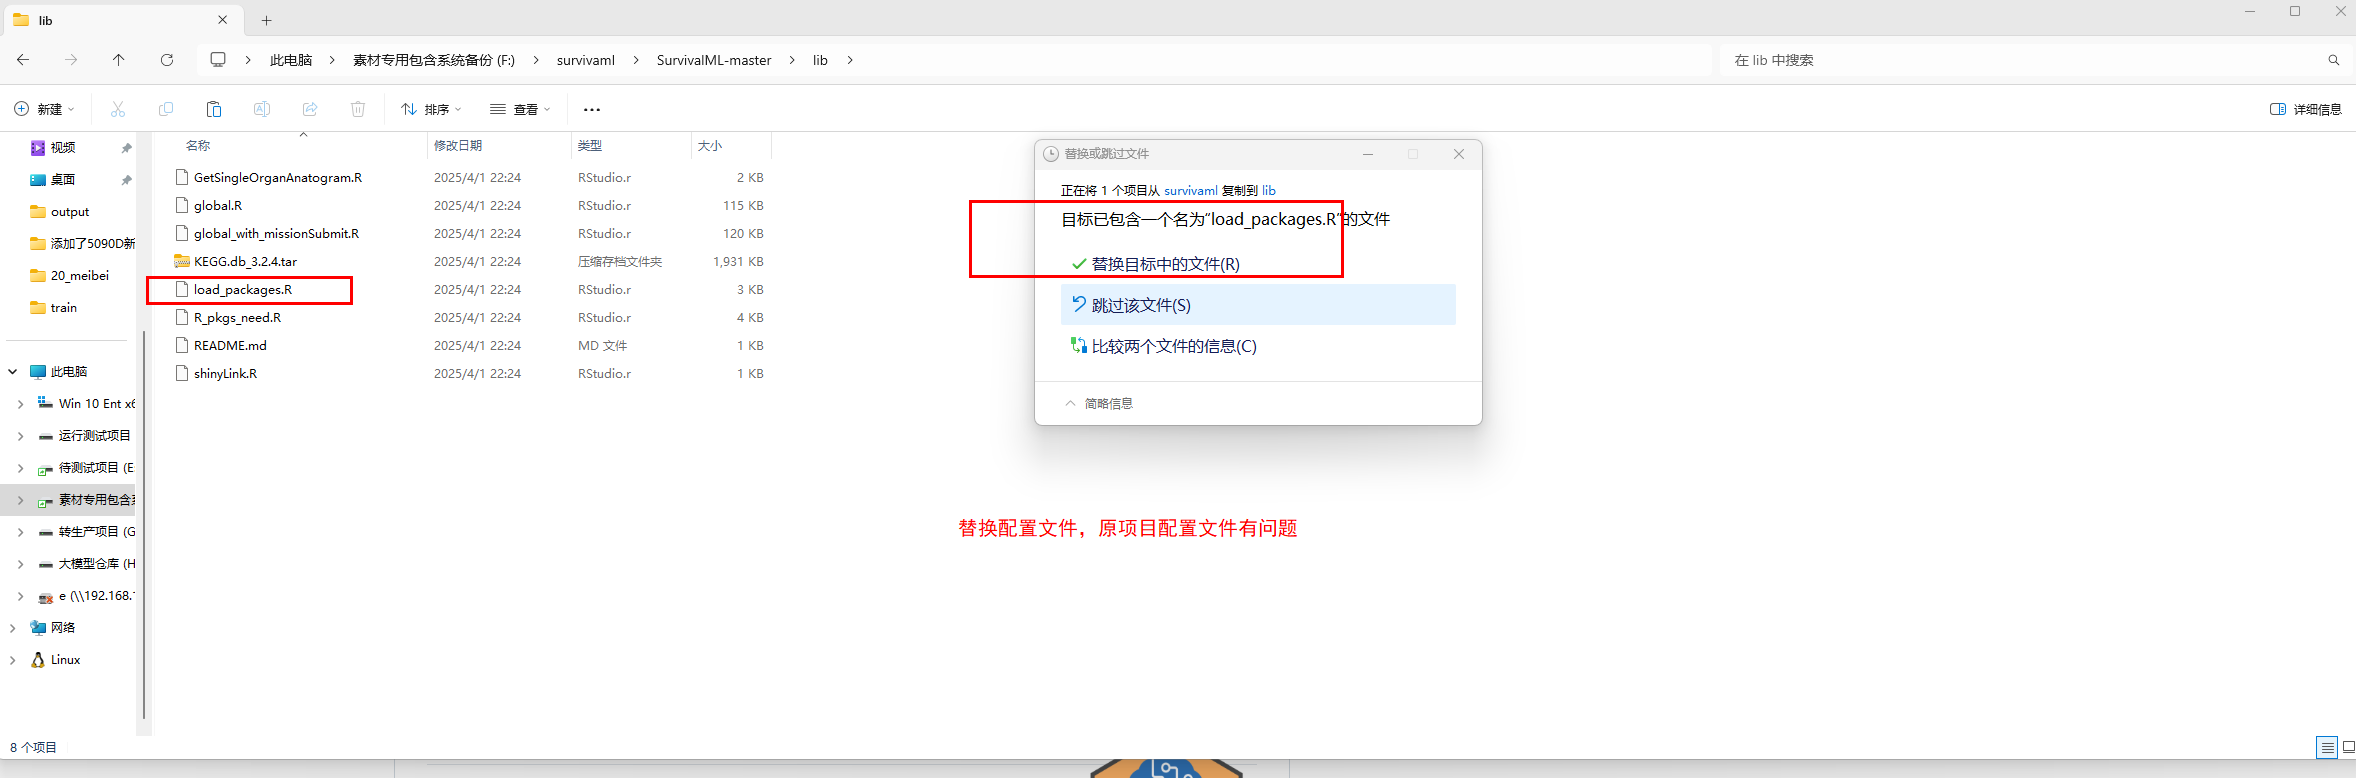 lib
此电脑 > 素材专用包含系统备份 (F:) > survivaml > SurvivalML-master > lib >
在 lib 中搜索
新建 排序 查看 ··· 详细信息
名称 修改日期 类型 大小
视频
桌面
output
添加了5090D新
20_meibei
train
此电脑
Win 10 Ent x6
运行测试项目
待测试项目 (E
素材专用包含系
转生产项目 (G
大模型仓库 (H
e (\\192.168.1
网络
Linux
GetSingleOrganAnatogram.R 2025/4/1 22:24 RStudio.r 2 KB
global.R 2025/4/1 22:24 RStudio.r 115 KB
global_with_missionSubmit.R 2025/4/1 22:24 RStudio.r 120 KB
KEGG.db_3.2.4.tar 2025/4/1 22:24 压缩存档文件夹 1,931 KB
load_packages.R 2025/4/1 22:24 RStudio.r 3 KB
R_pkgs_need.R 2025/4/1 22:24 RStudio.r 4 KB
README.md 2025/4/1 22:24 MD 文件 1 KB
shinyLink.R 2025/4/1 22:24 RStudio.r 1 KB
替换或跳过文件
正在将 1 个项目从 survivaml 复制到 lib
目标已包含一个名为"load_packages.R"的文件
替换目标中的文件(R)
跳过该文件(S)
比较两个文件的信息(C)
简略信息
替换配置文件，原项目配置文件有问题
8 个项目